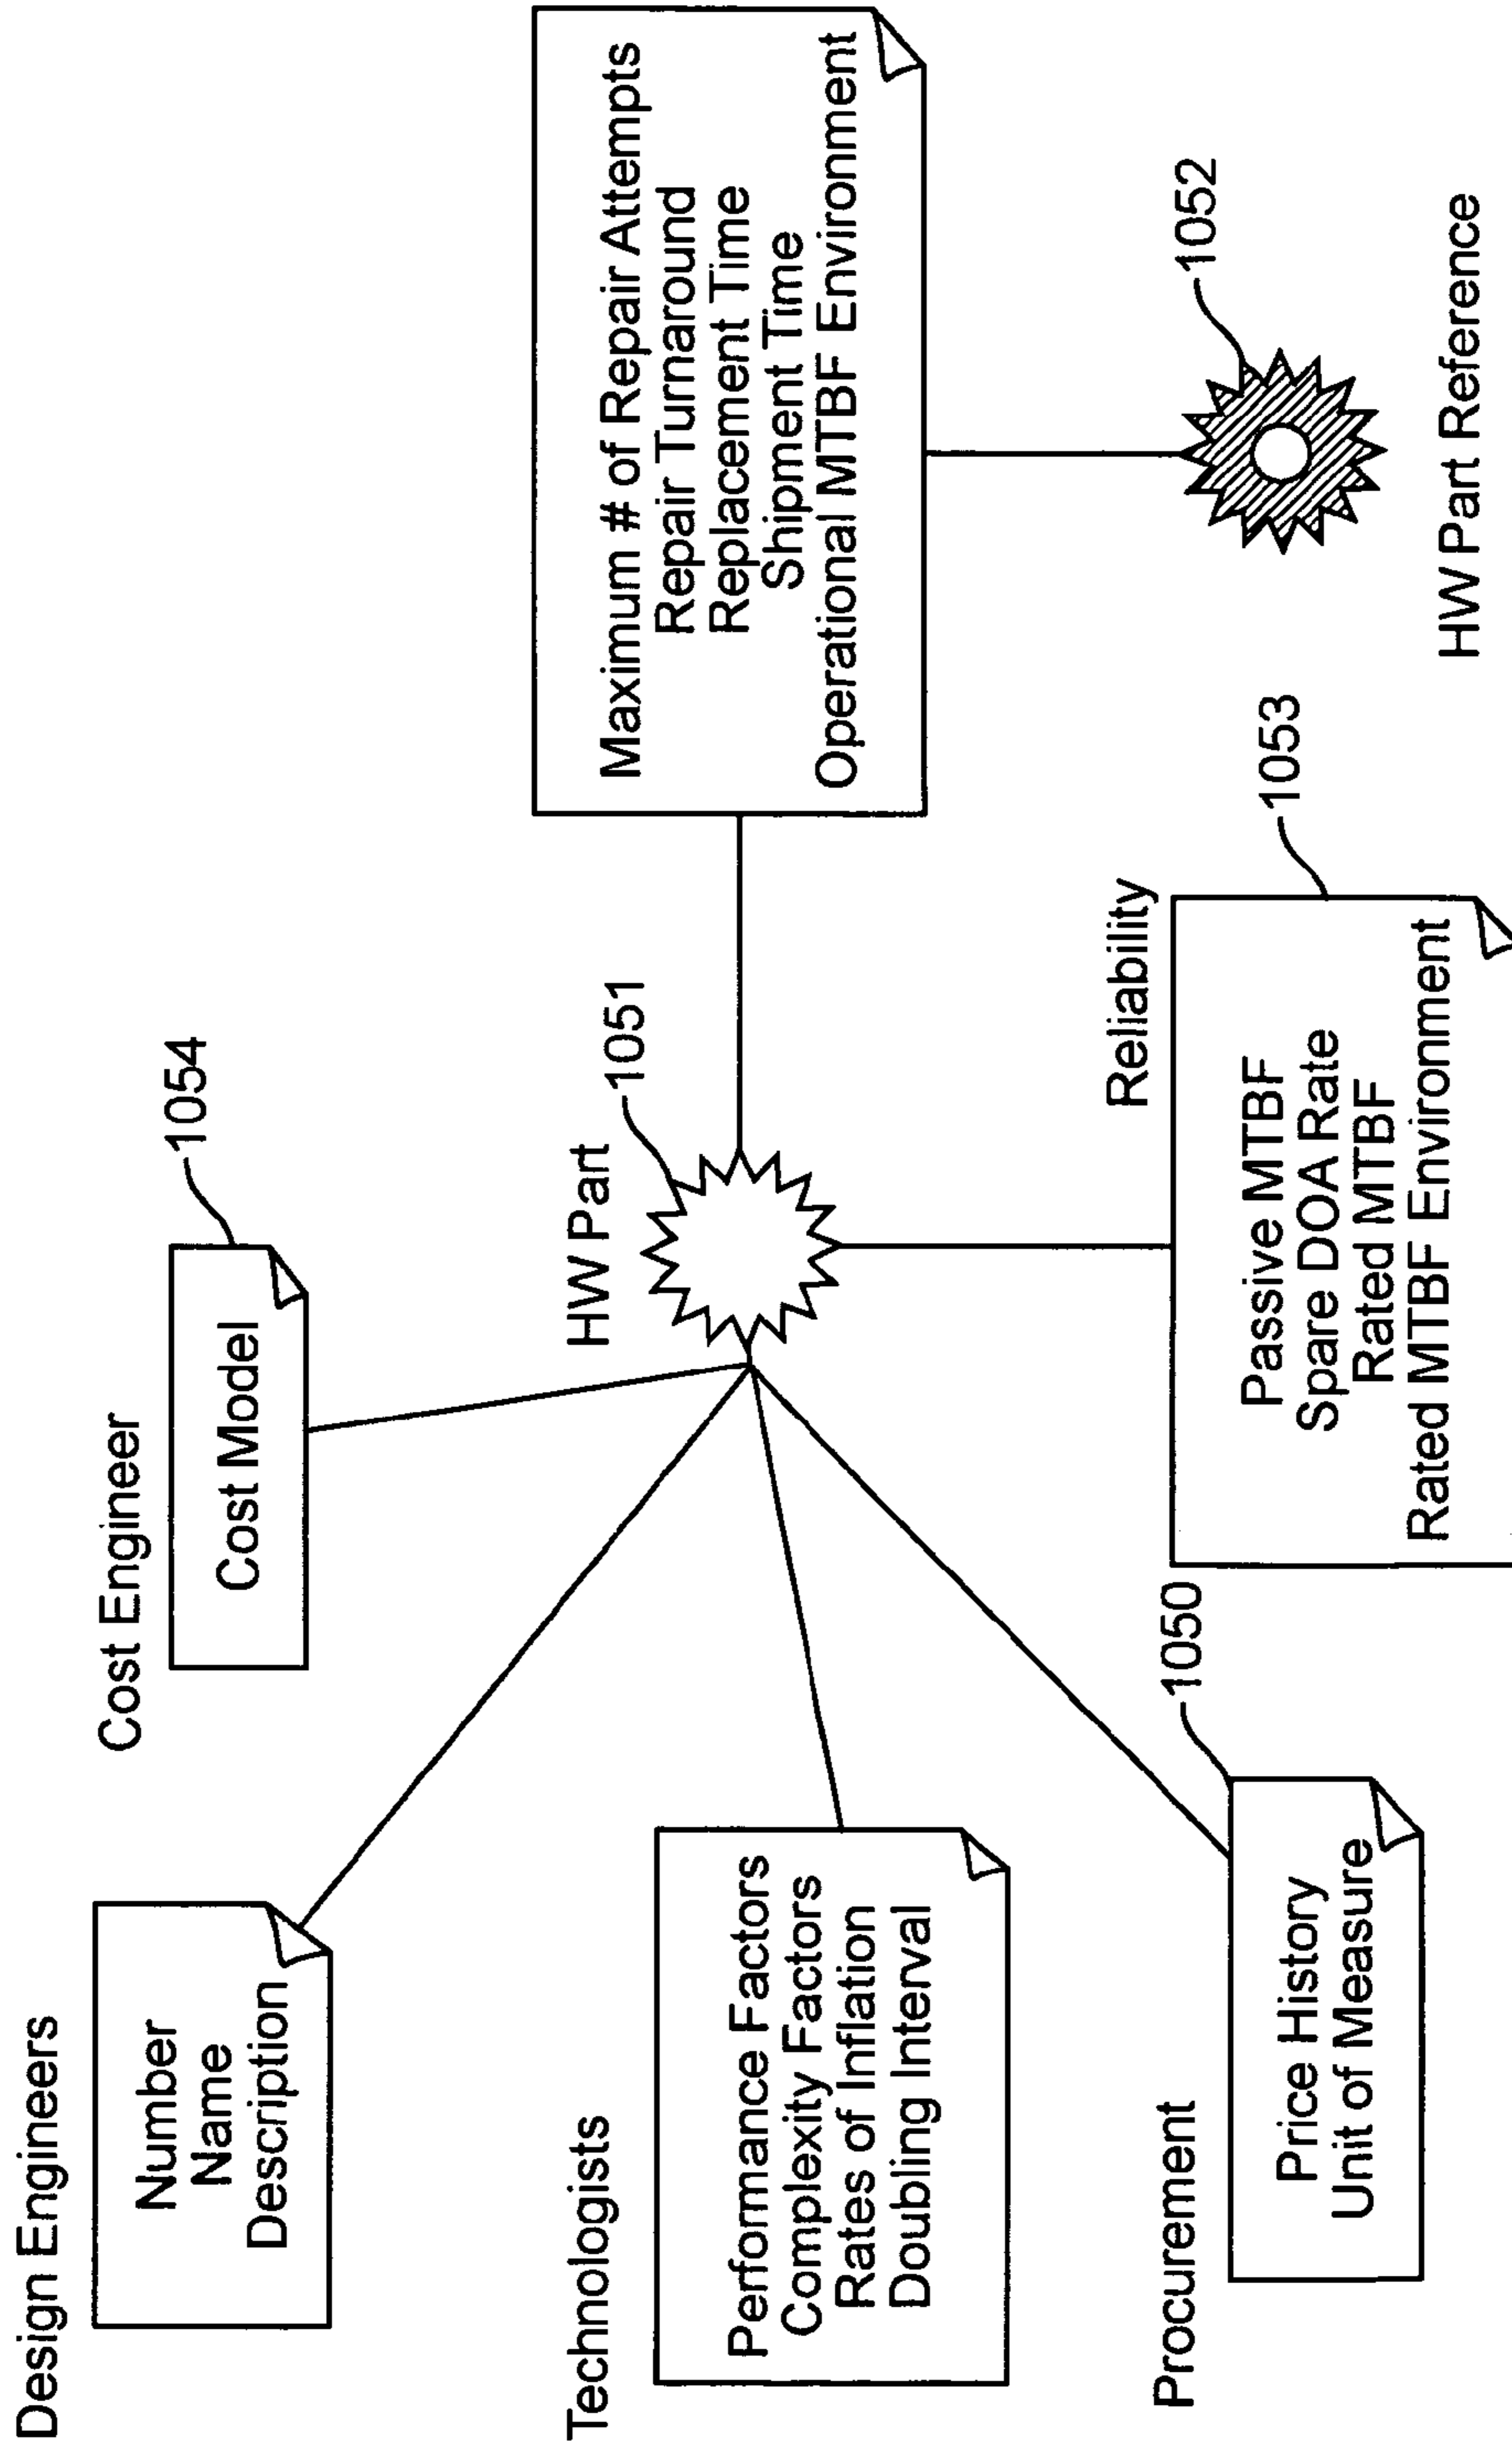 Design Engineers
Number
Name
Description
Cost Engineer
1054
Cost Model
Technologists
Performance Factors
Complexity Factors
Rates of Inflation
Doubling Interval
HW Part
1051
Maximum # of Repair Attempts
Repair Turnaround
Replacement Time
Shipment Time
Operational MTBF Environment
Procurement
1050
Price History
Unit of Measure
Reliability
1053
Passive MTBF
Spare DOA Rate
Rated MTBF
Rated MTBF Environment
1052
HW Part Reference